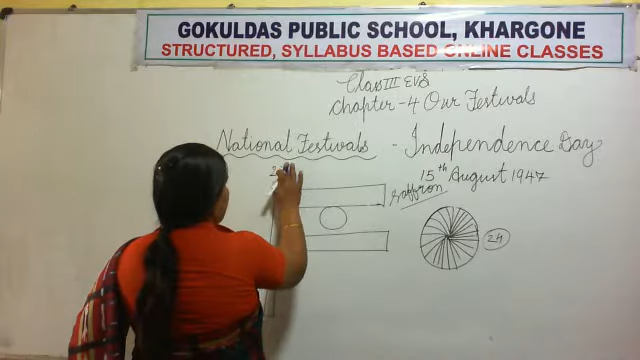 GOKULDAS PUBLIC SCHOOL, KHARGONE
STRUCTURED, SYLLABUS BASED ONLINE CLASSES
Class III EVS
Chapter - 4 Our Festivals
National Festivals - Independence Day
15th August 1947
Saffron
24